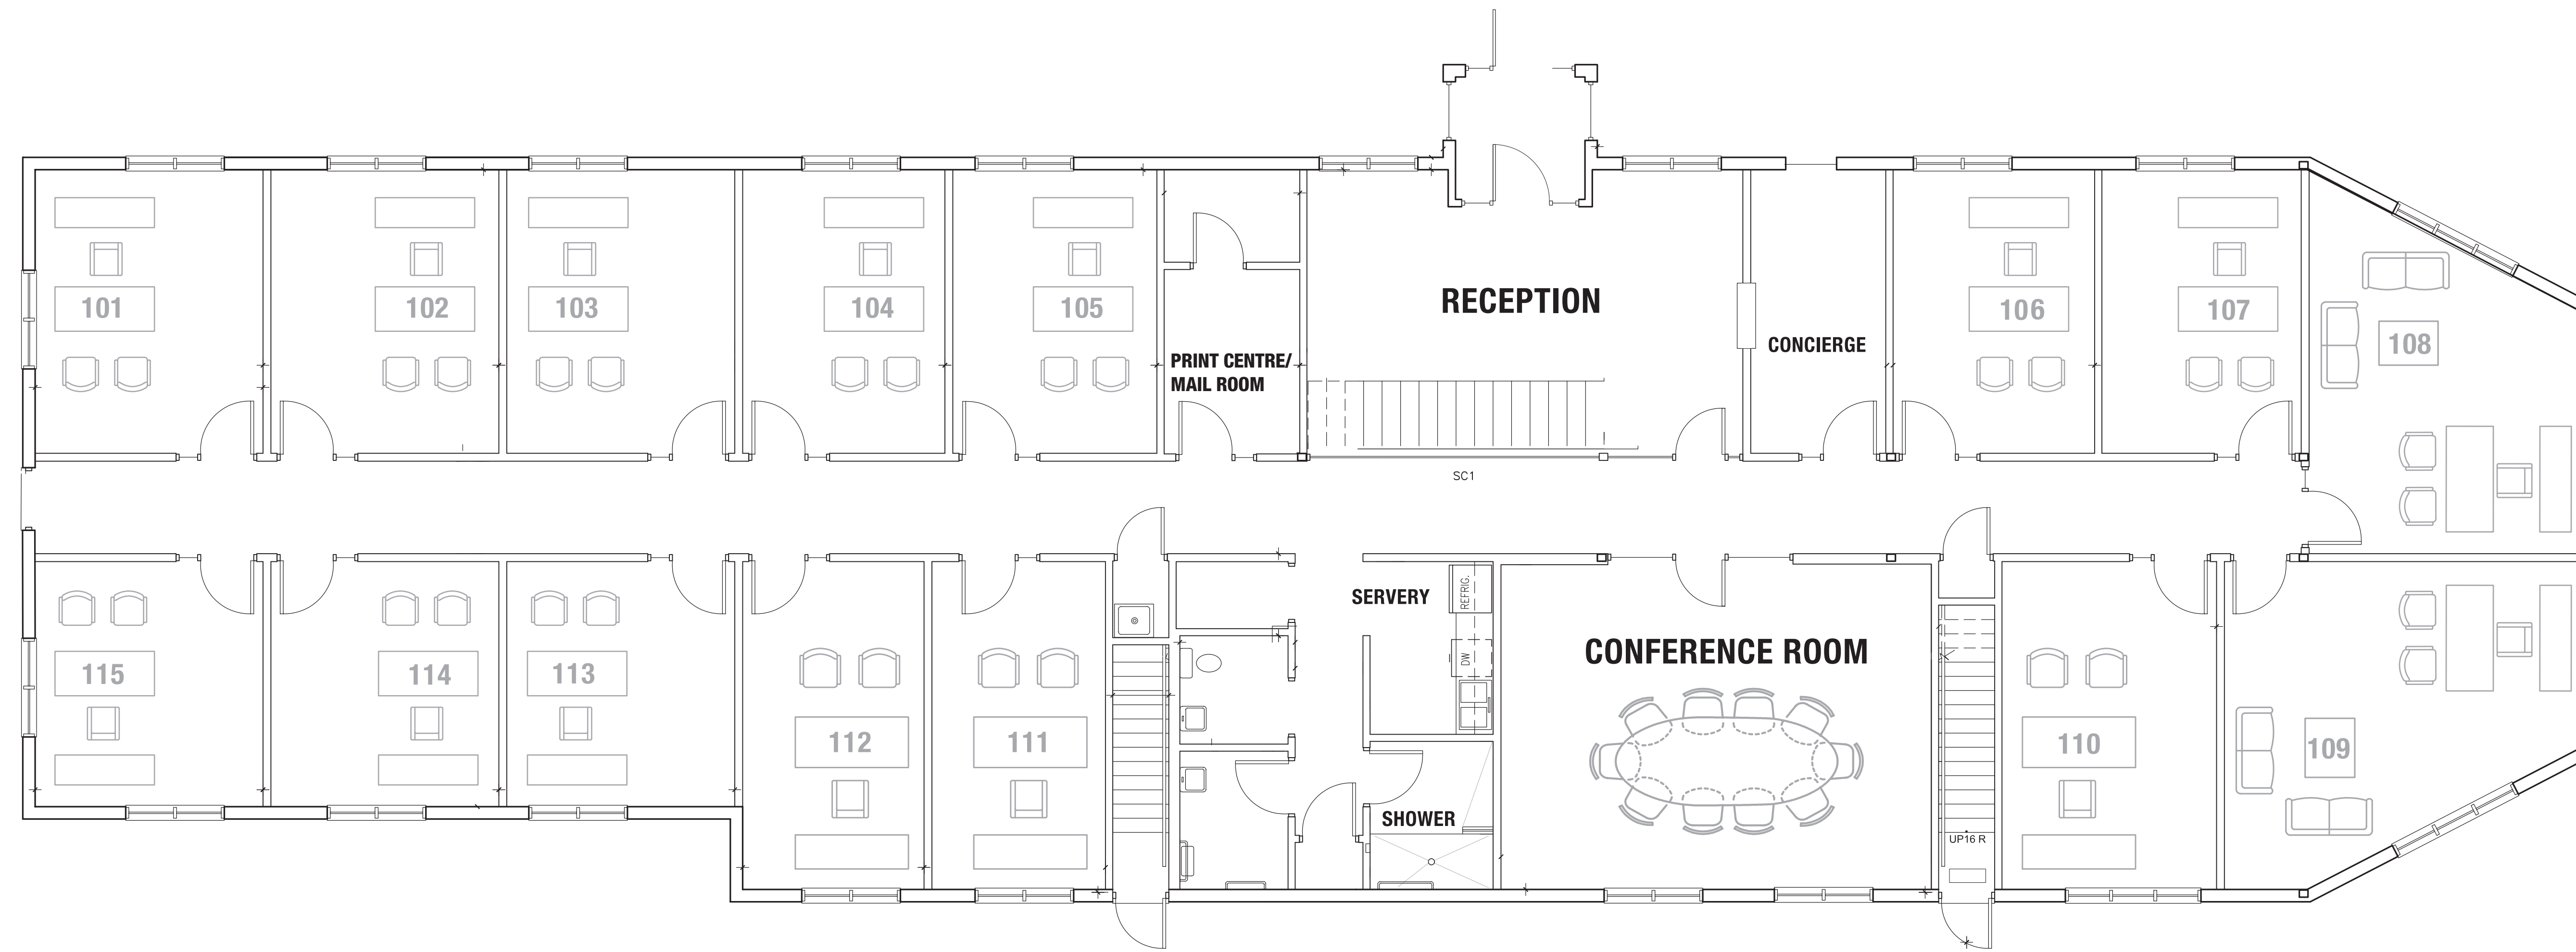 101
102
103
104
105
PRINT CENTRE/
MAIL ROOM
RECEPTION
CONCIERGE
106
107
108
SC1
115
114
113
112
111
SERVERY
REFRIG.
DW
SHOWER
CONFERENCE ROOM
UP16 R
110
109